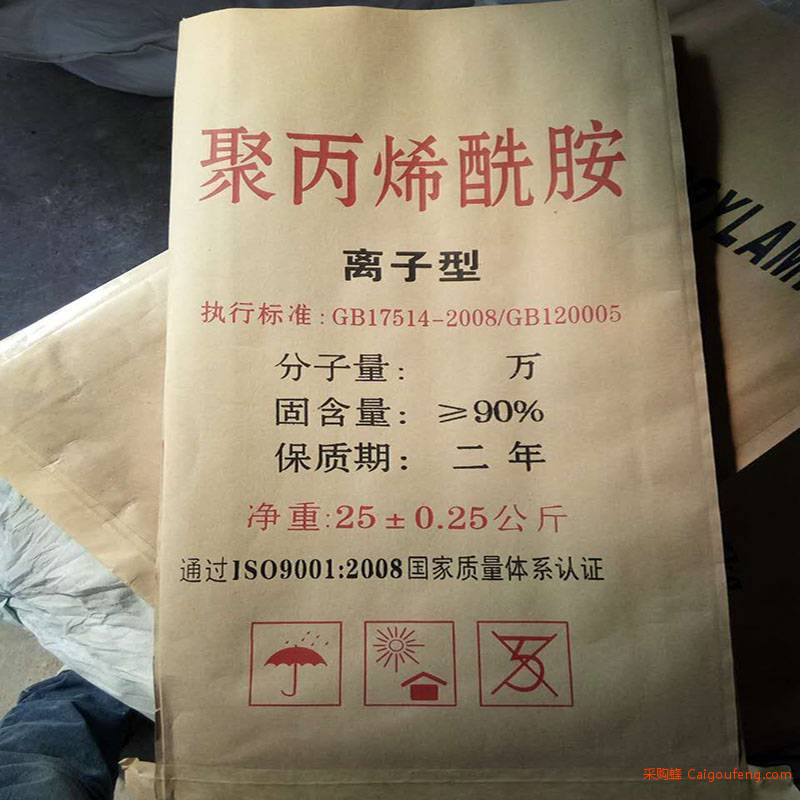 聚丙烯酰胺
离子型
执行标准:GB17514-2008/GB120005
分子量: 万
固含量: ≥90%
保质期: 二年
净重:25±0.25公斤
通过ISO9001:2008国家质量体系认证
采购蜂 Caigoufeng.com